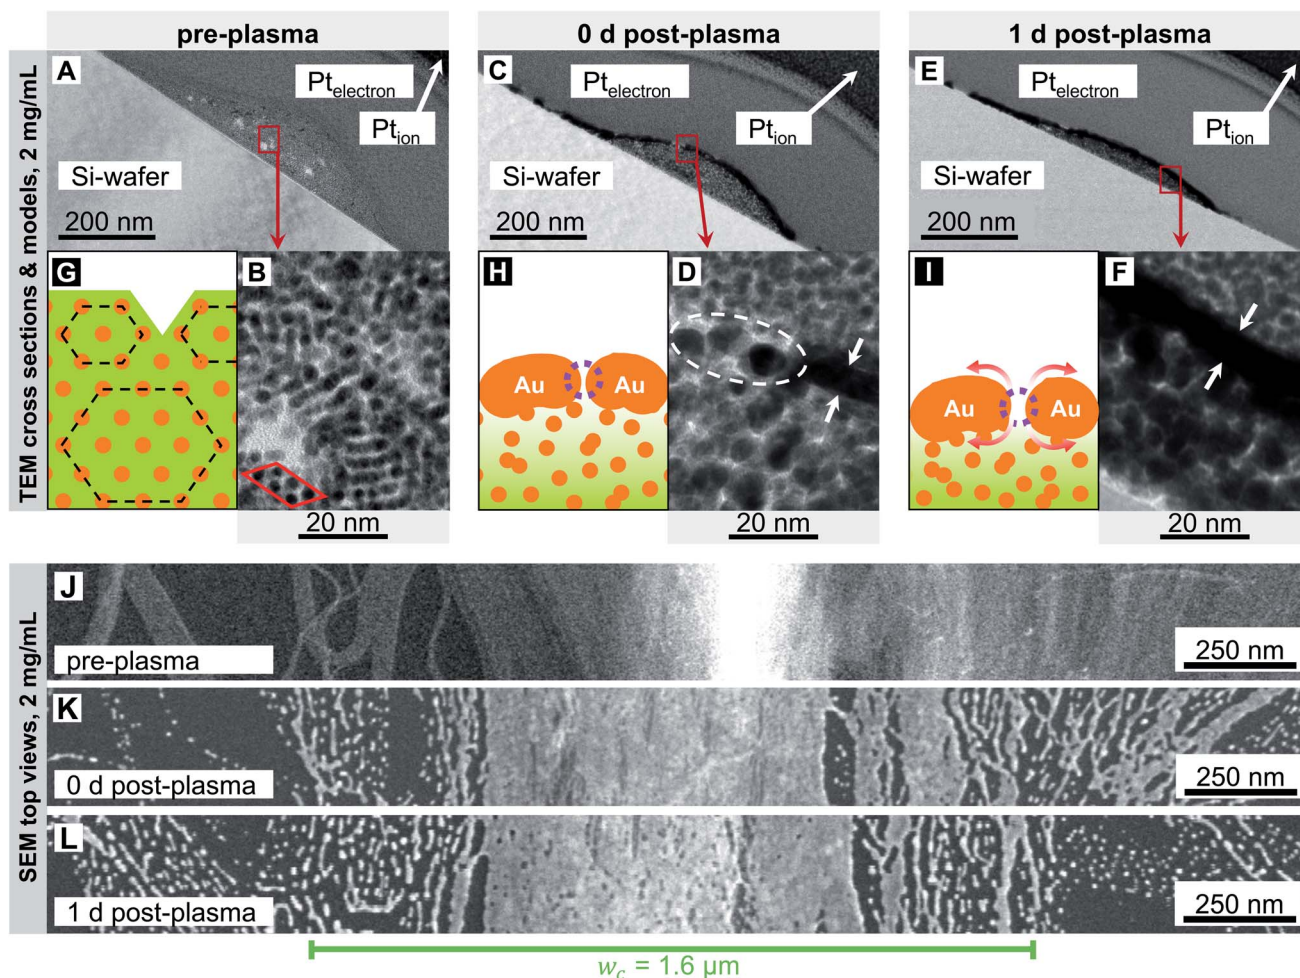 pre-plasma
0 d post-plasma
1 d post-plasma
TEM cross sections & models, 2 mg/mL
A
Pt_electron
Pt_ion
Si-wafer
200 nm
C
Pt_electron
Pt_ion
Si-wafer
200 nm
E
Pt_electron
Pt_ion
Si-wafer
200 nm
G
B
20 nm
H
Au
Au
D
20 nm
I
Au
Au
F
20 nm
SEM top views, 2 mg/mL
J
pre-plasma
250 nm
K
0 d post-plasma
250 nm
L
1 d post-plasma
250 nm
w_c = 1.6 μm